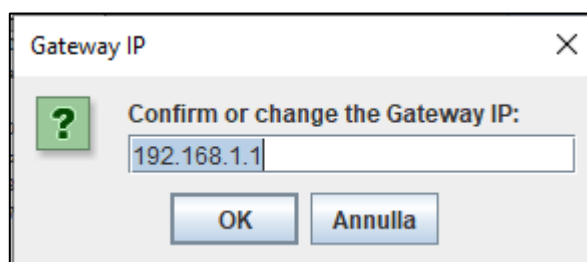 Gateway IP
?
Confirm or change the Gateway IP:
192.168.1.1
OK Annulla